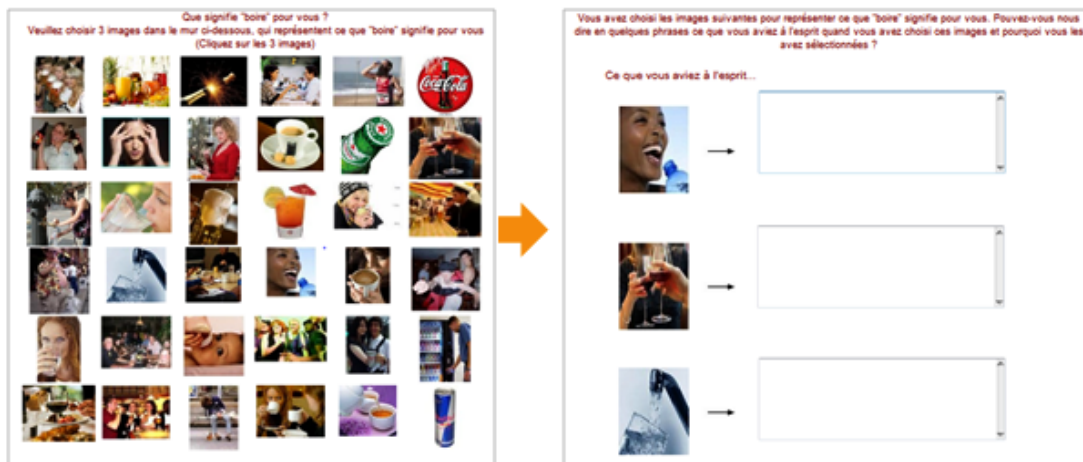 Que signifie "boire" pour vous ?
Veuillez choisir 3 images dans le mur ci-dessous, qui représentent ce que "boire" signifie pour vous
(Cliquez sur les 3 images)
Coca-Cola
Vous avez choisi les images suivantes pour représenter ce que "boire" signifie pour vous. Pouvez-vous nous
dire en quelques phrases ce que vous aviez à l'esprit quand vous avez choisi ces images et pourquoi vous les
avez sélectionnées ?
Ce que vous aviez à l'esprit...